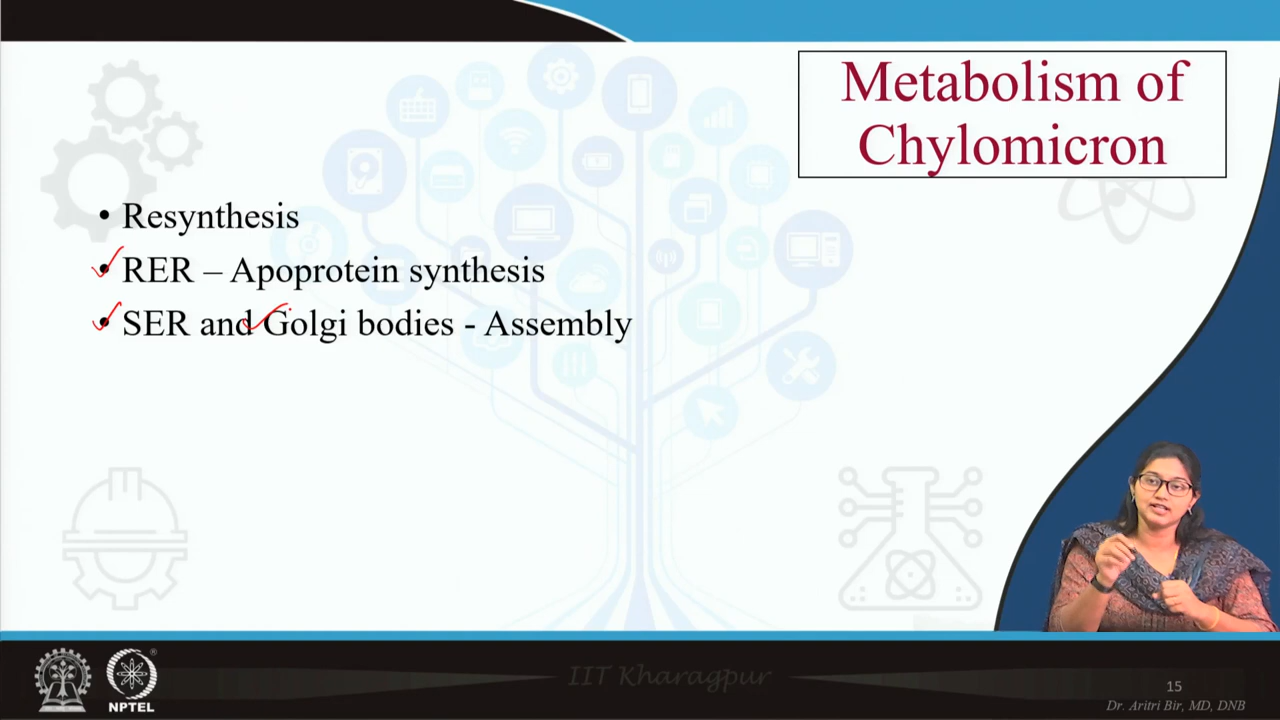 Metabolism of
Chylomicron
• Resynthesis
• RER – Apoprotein synthesis
• SER and Golgi bodies - Assembly
IIT Kharagpur
NPTEL
®
15
Dr. Aritri Bir, MD, DNB